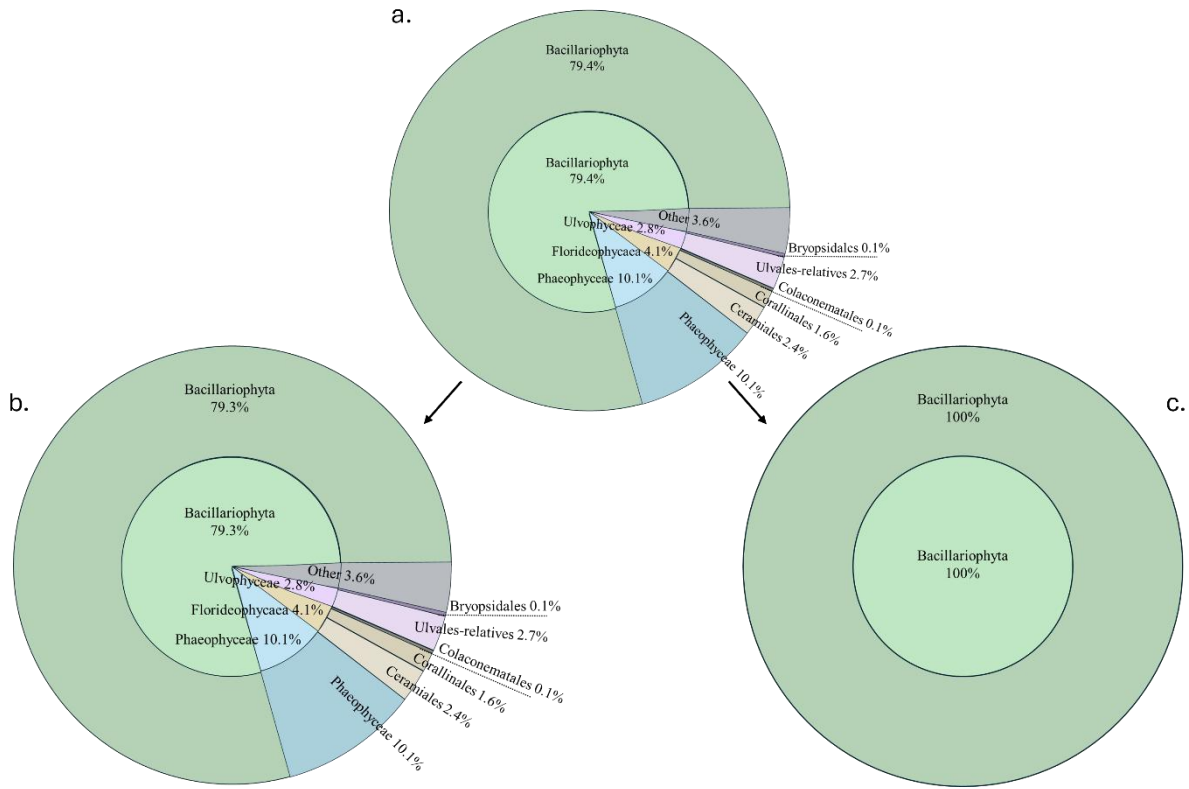 a.
Bacillariophyta
79.4%
Bacillariophyta
79.4%
Other 3.6%
Ulvophyceae 2.8%
Florideophycaea 4.1%
Phaeophyceae 10.1%
Bryopsidales 0.1%
Ulvales-relatives 2.7%
Colaconematales 0.1%
Corallinales 1.6%
Ceramiales 2.4%
Phaeophyceae 10.1%
b.
Bacillariophyta
79.3%
Bacillariophyta
79.3%
Other 3.6%
Ulvophyceae 2.8%
Florideophycaea 4.1%
Phaeophyceae 10.1%
Bryopsidales 0.1%
Ulvales-relatives 2.7%
Colaconematales 0.1%
Corallinales 1.6%
Ceramiales 2.4%
Phaeophyceae 10.1%
c.
Bacillariophyta
100%
Bacillariophyta
100%